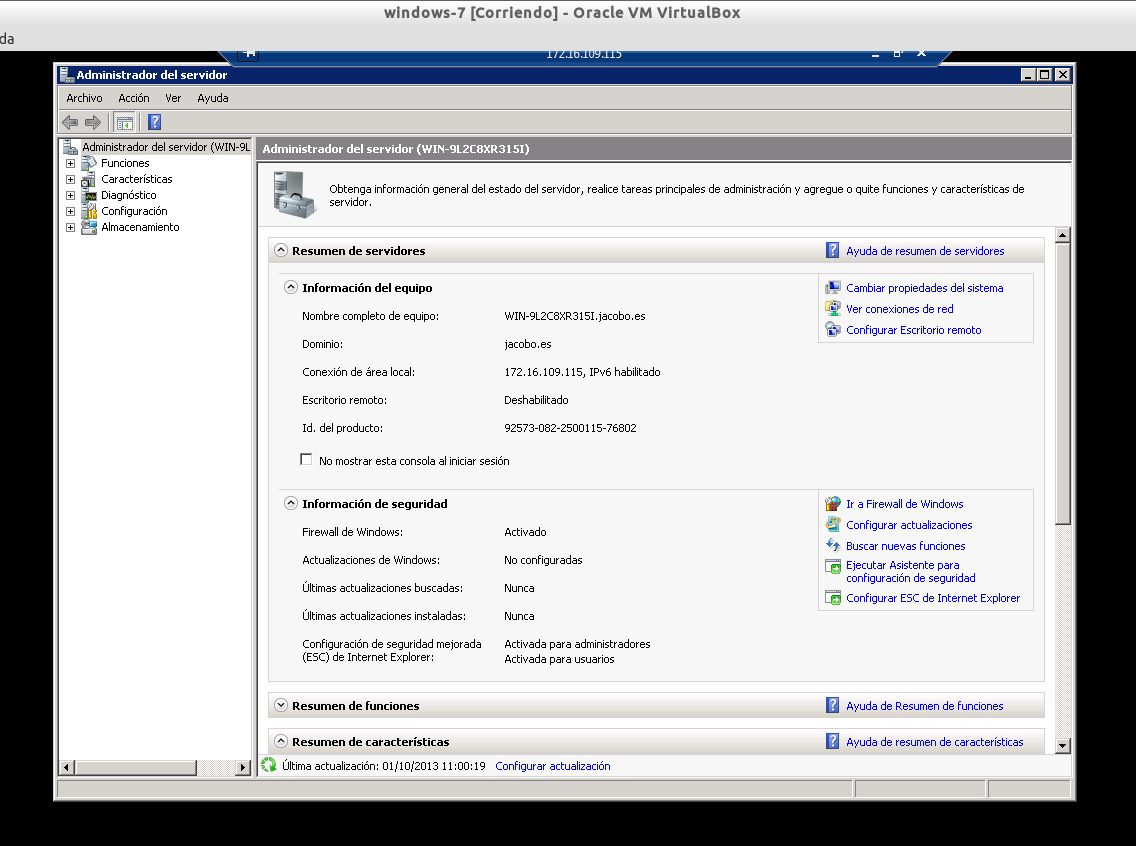 windows-7 [Corriendo] - Oracle VM VirtualBox
da
172.16.109.115
Administrador del servidor
Archivo Acción Ver Ayuda
Administrador del servidor (WIN-9L
Funciones
Características
Diagnóstico
Configuración
Almacenamiento
Administrador del servidor (WIN-9L2C8XR315I)
Obtenga información general del estado del servidor, realice tareas principales de administración y agregue o quite funciones y características de
servidor.
Resumen de servidores
Ayuda de resumen de servidores
Información del equipo
Nombre completo de equipo: WIN-9L2C8XR315I.jacobo.es
Dominio: jacobo.es
Conexión de área local: 172.16.109.115, IPv6 habilitado
Escritorio remoto: Deshabilitado
Id. del producto: 92573-082-2500115-76802
No mostrar esta consola al iniciar sesión
Cambiar propiedades del sistema
Ver conexiones de red
Configurar Escritorio remoto
Información de seguridad
Firewall de Windows: Activado
Actualizaciones de Windows: No configuradas
Últimas actualizaciones buscadas: Nunca
Últimas actualizaciones instaladas: Nunca
Configuración de seguridad mejorada Activada para administradores
(ESC) de Internet Explorer: Activada para usuarios
Ir a Firewall de Windows
Configurar actualizaciones
Buscar nuevas funciones
Ejecutar Asistente para
configuración de seguridad
Configurar ESC de Internet Explorer
Resumen de funciones
Ayuda de Resumen de funciones
Resumen de características
Ayuda de resumen de características
Última actualización: 01/10/2013 11:00:19 Configurar actualización